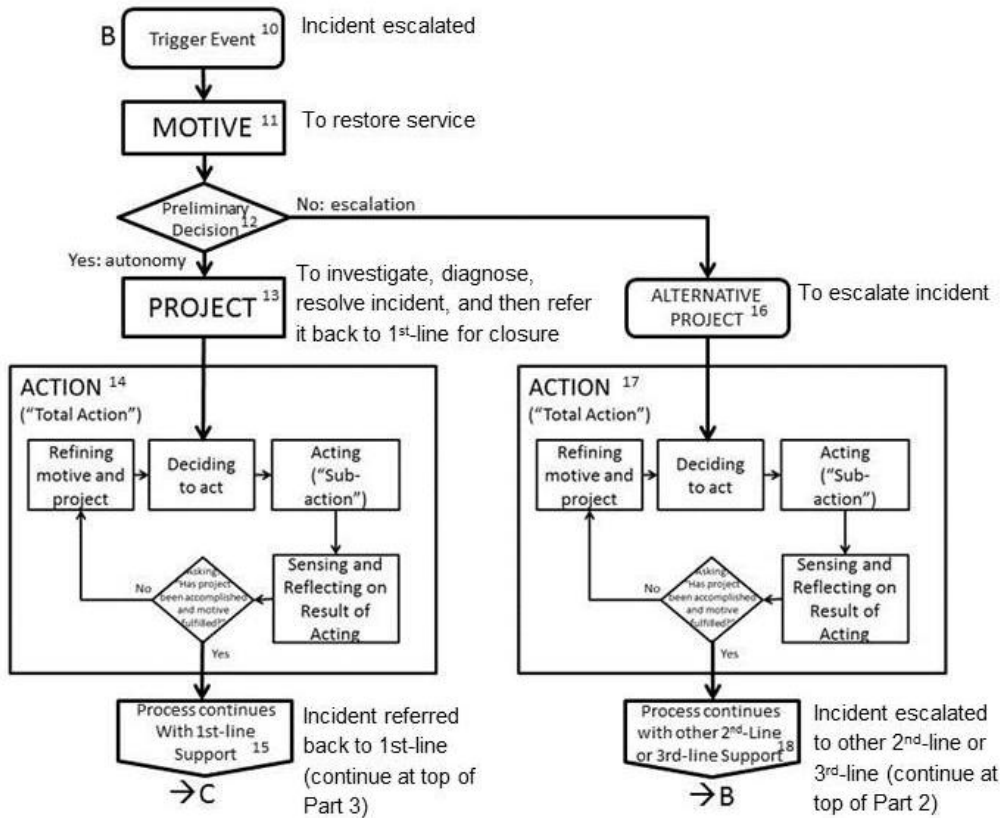 B
Trigger Event 10
Incident escalated
MOTIVE 11
To restore service
Preliminary
Decision 12
No: escalation
Yes: autonomy
PROJECT 13
To investigate, diagnose,
resolve incident, and then refer
it back to 1st-line for closure
ALTERNATIVE
PROJECT 16
To escalate incident
ACTION 14
("Total Action")
Refining
motive and
project
Deciding
to act
Acting
("Sub-
action")
Sensing and
Reflecting on
Result of
Acting
Asking:
"Has project
been accomplished
and motive
fulfilled?"
No
Yes
Process continues
With 1st-line
Support 15
→ C
Incident referred
back to 1st-line
(continue at top of
Part 3)
ACTION 17
("Total Action")
Refining
motive and
project
Deciding
to act
Acting
("Sub-
action")
Sensing and
Reflecting on
Result of
Acting
Asking:
"Has project
been accomplished
and motive
fulfilled?"
No
Yes
Process continues
with other 2nd-Line
or 3rd-line Support 18
→ B
Incident escalated
to other 2nd-line or
3rd-line (continue at
top of Part 2)